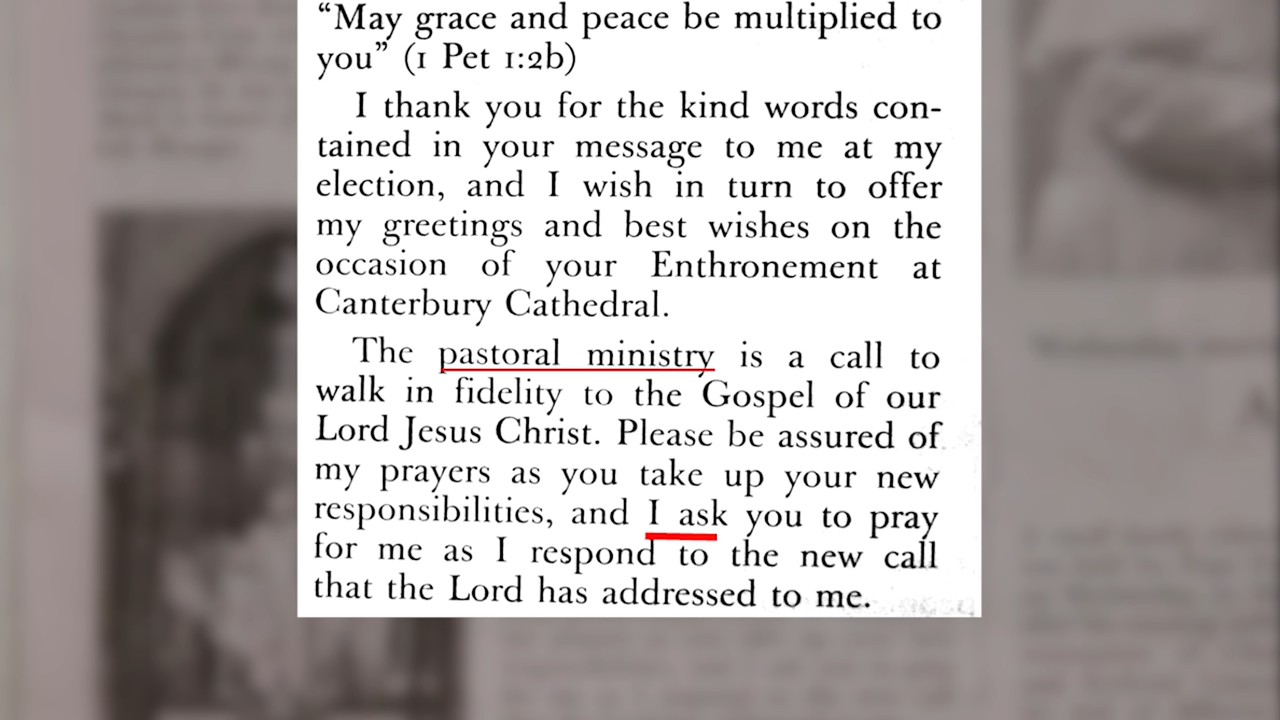 “May grace and peace be multiplied to
you” (1 Pet 1:2b)
I thank you for the kind words con-
tained in your message to me at my
election, and I wish in turn to offer
my greetings and best wishes on the
occasion of your Enthronement at
Canterbury Cathedral.
The pastoral ministry is a call to
walk in fidelity to the Gospel of our
Lord Jesus Christ. Please be assured of
my prayers as you take up your new
responsibilities, and I ask you to pray
for me as I respond to the new call
that the Lord has addressed to me.